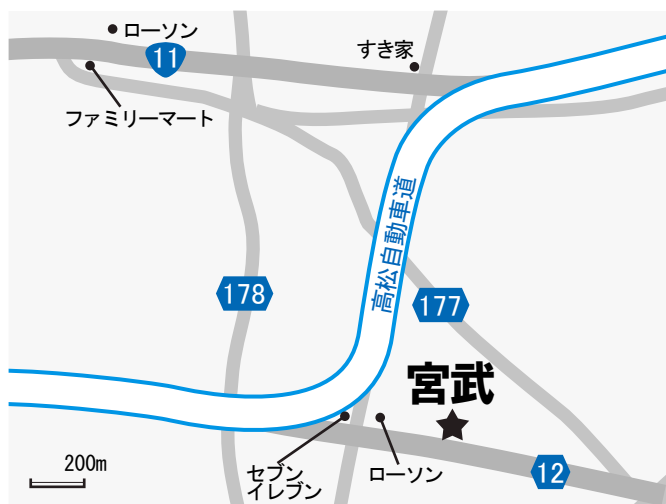 ローソン
11
すき家
ファミリーマート
高松自動車道
178
177
宮武
セブン
イレブン
ローソン
12
200m